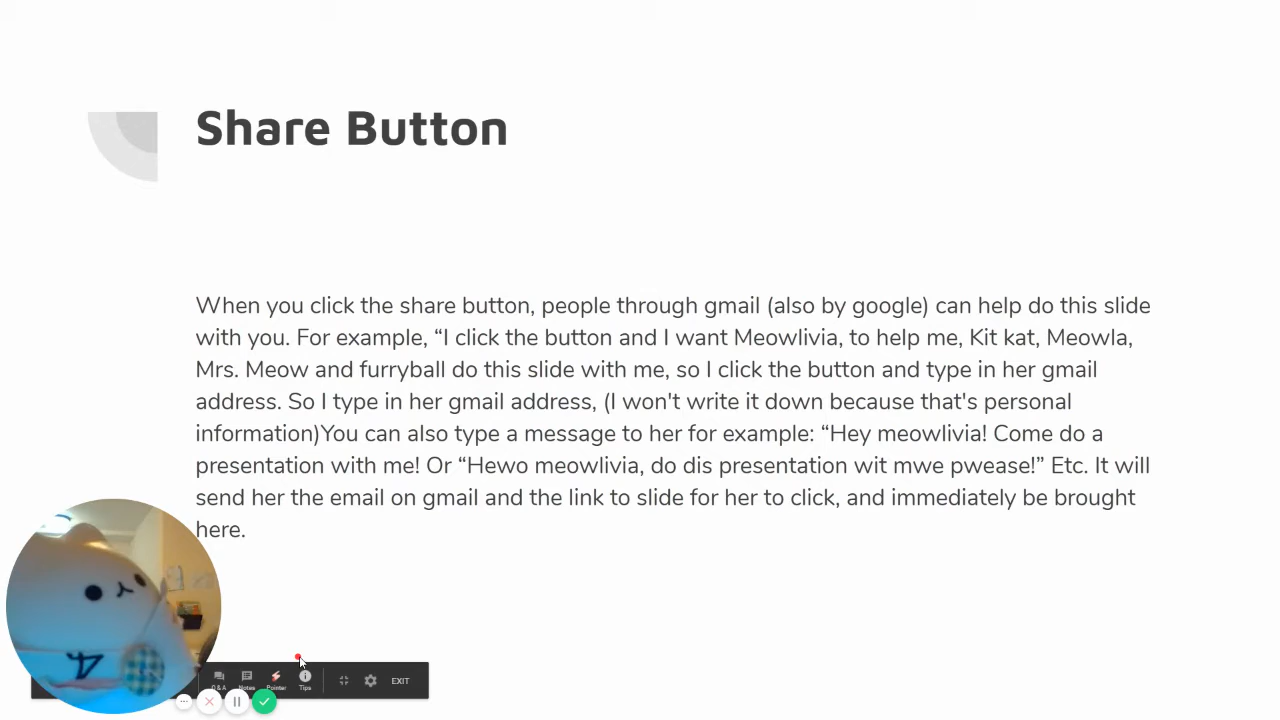 Share Button
When you click the share button, people through gmail (also by google) can help do this slide
with you. For example, “I click the button and I want Meowlivia, to help me, Kit kat, Meowla,
Mrs. Meow and furryball do this slide with me, so I click the button and type in her gmail
address. So I type in her gmail address, (I won't write it down because that's personal
information)You can also type a message to her for example: “Hey meowlivia! Come do a
presentation with me! Or “Hewo meowlivia, do dis presentation wit mwe pwease!” Etc. It will
send her the email on gmail and the link to slide for her to click, and immediately be brought
here.
Q & A Notes Pointer Tips EXIT